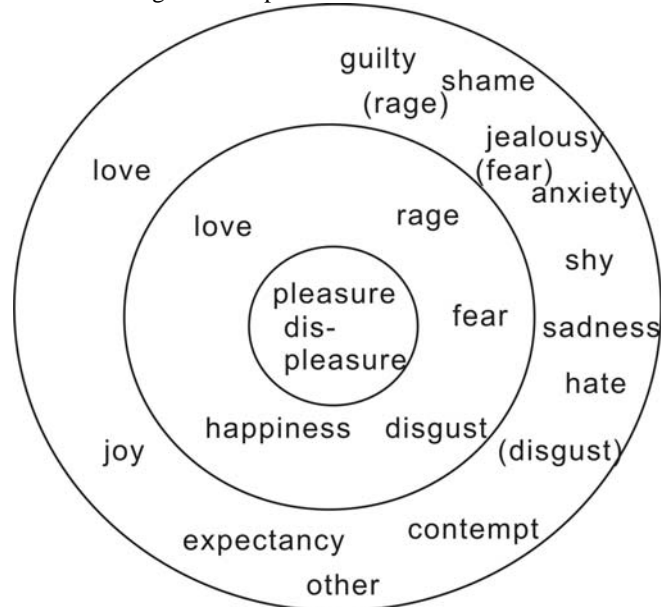 guilty
shame
(rage)
jealousy
(fear)
anxiety
love
rage
love
shy
pleasure
dis-
pleasure
fear
sadness
hate
happiness
disgust
(disgust)
joy
contempt
expectancy
other